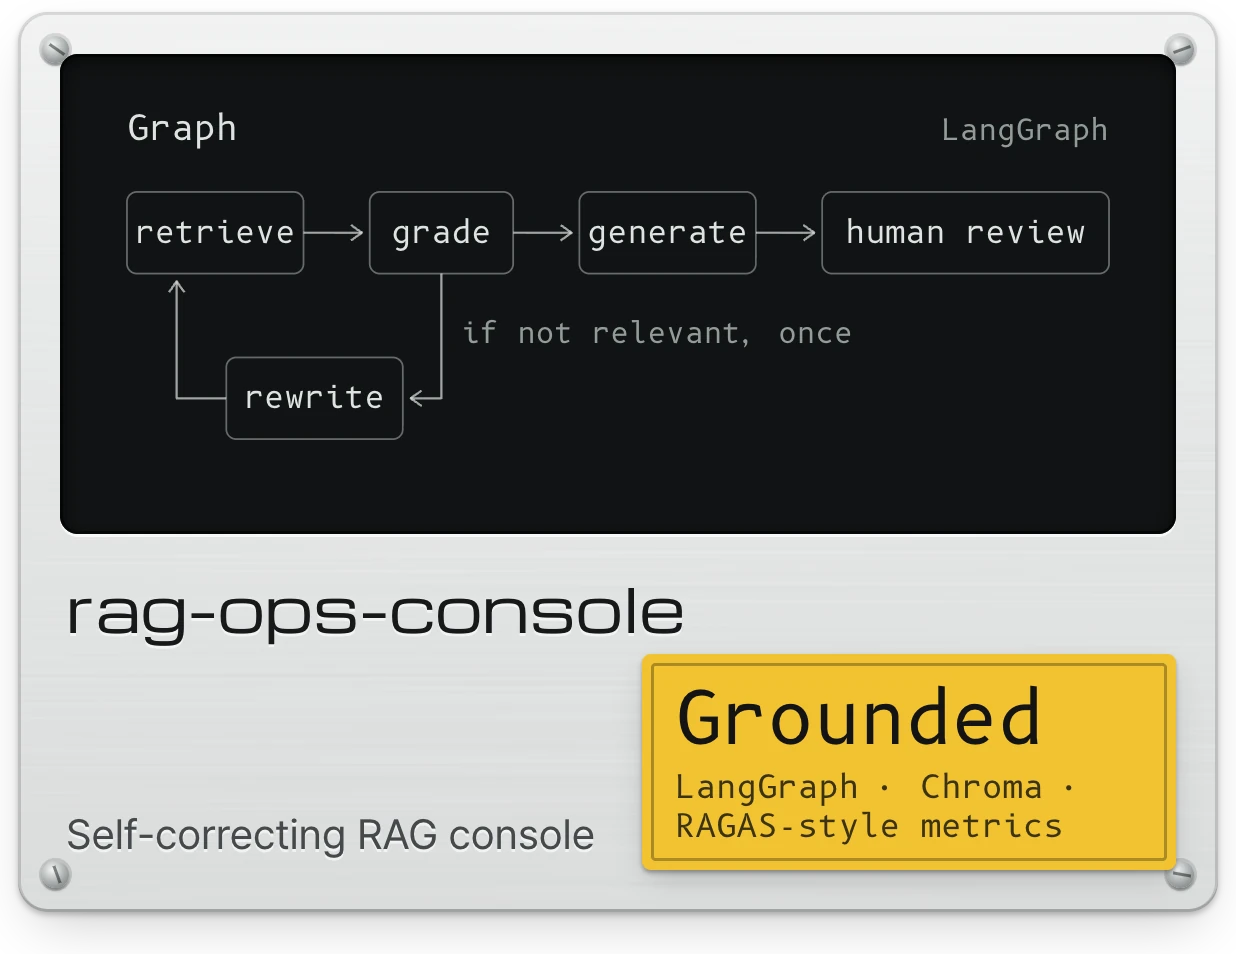 Graph
LangGraph
retrieve
grade
generate
human review
if not relevant, once
rewrite
rag-ops-console
Grounded
LangGraph · Chroma ·
RAGAS-style metrics
Self-correcting RAG console